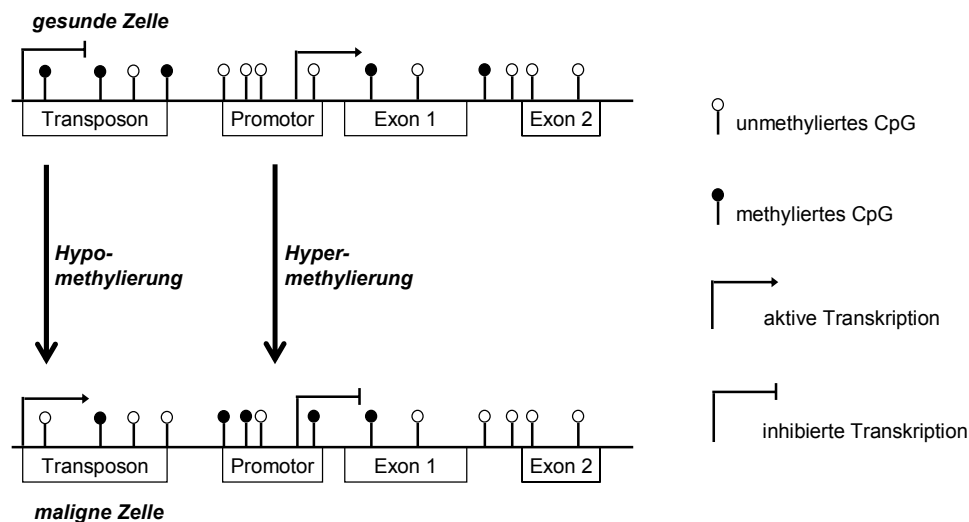 gesunde Zelle
Transposon
Promotor
Exon 1
Exon 2
Hypo-
methylierung
Hyper-
methylierung
Transposon
Promotor
Exon 1
Exon 2
maligne Zelle
unmethyliertes CpG
methyliertes CpG
aktive Transkription
inhibierte Transkription